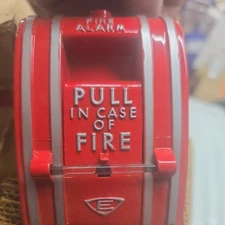 FIRE
ALARM
PULL
IN CASE
OF
FIRE
E